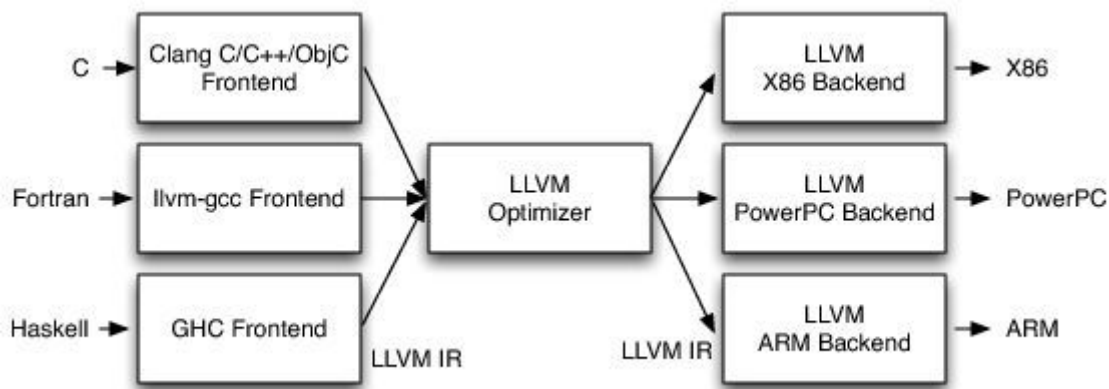 C
Clang C/C++/ObjC
Frontend
LLVM
X86 Backend
X86
Fortran
llvm-gcc Frontend
LLVM
Optimizer
LLVM
PowerPC Backend
PowerPC
Haskell
GHC Frontend
LLVM IR
LLVM IR
LLVM
ARM Backend
ARM